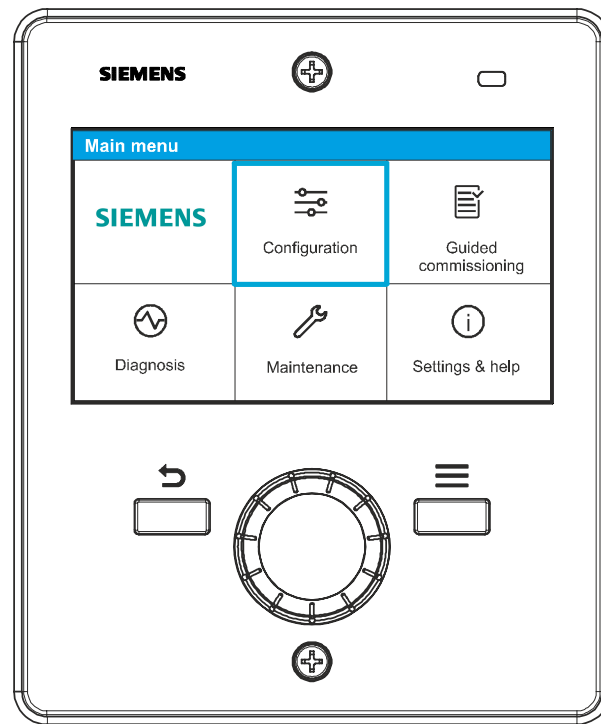 SIEMENS
Main menu
SIEMENS
Configuration
Guided
commissioning
Diagnosis
Maintenance
Settings & help